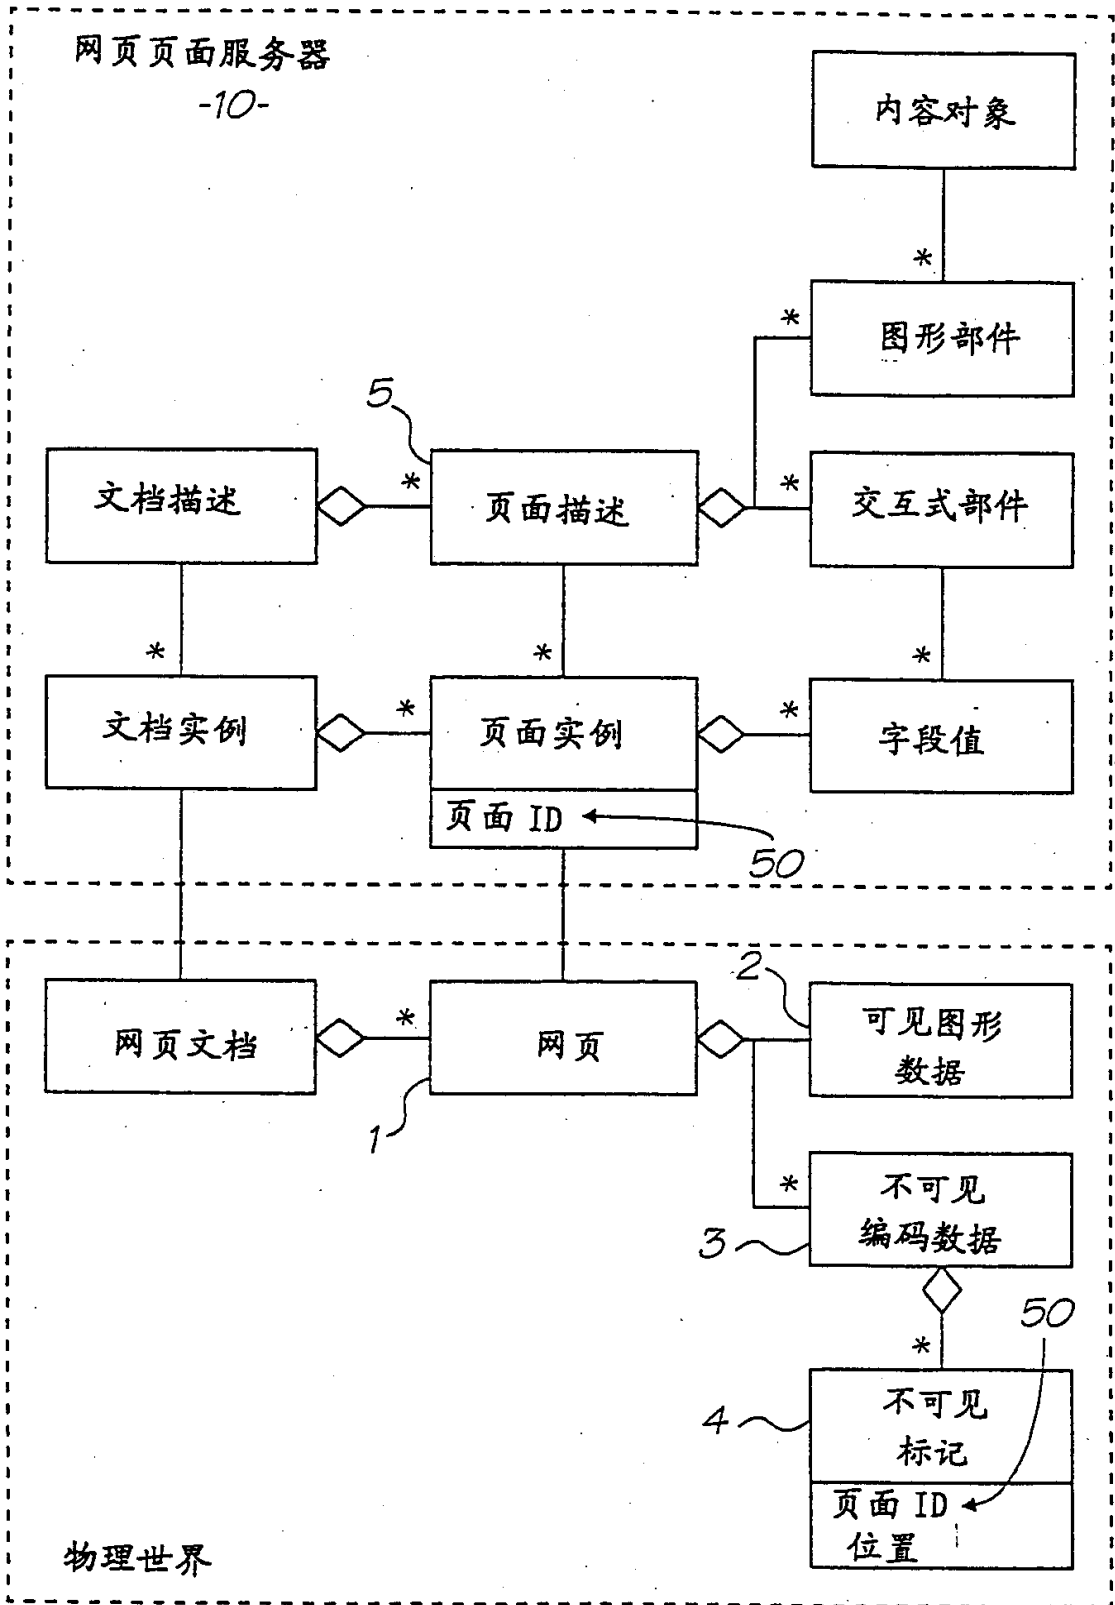 网页页面服务器
-10-
内容对象
*
*
图形部件
5
文档描述
*
页面描述
*
交互式部件
*
*
*
文档实例
*
页面实例
*
字段值
页面 ID
50
网页文档
*
网页
2
可见图形
数据
1
*
不可见
编码数据
3
50
*
4
不可见
标记
页面 ID
位置
物理世界